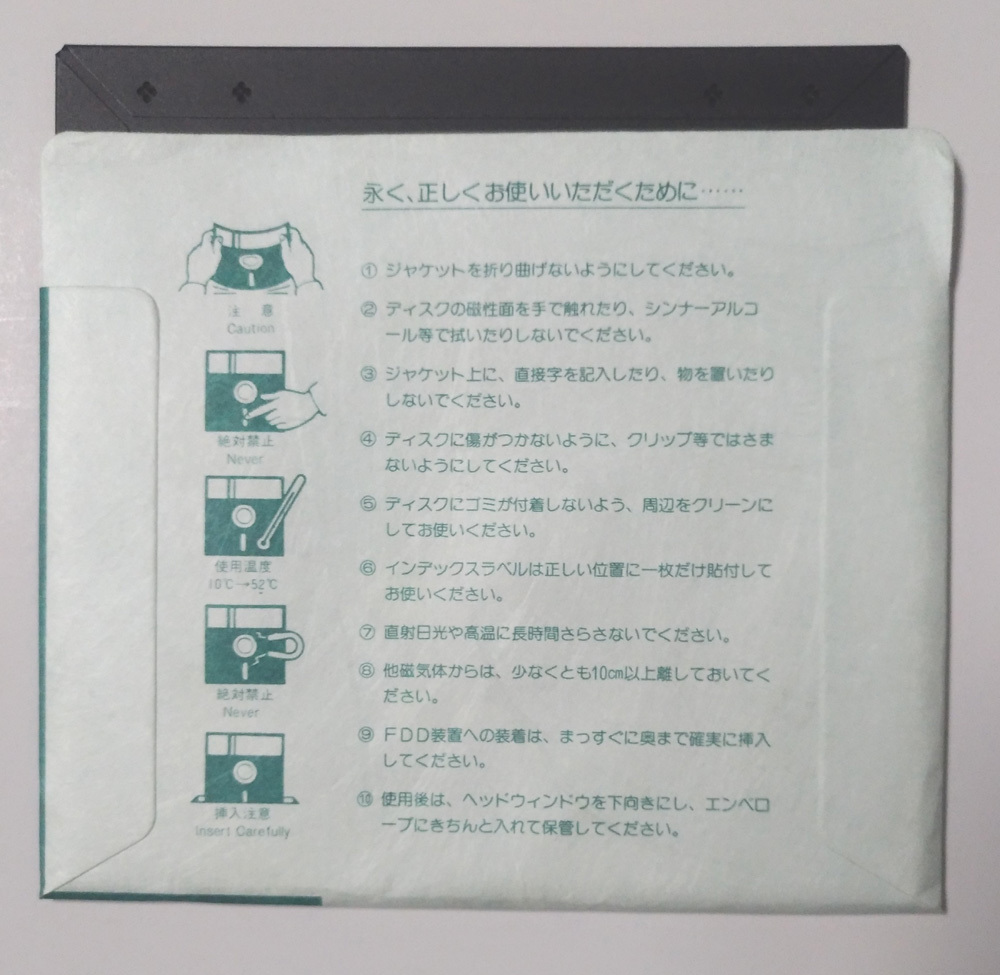 永く、正しくお使いいただくために……
注　意
Caution
絶対禁止
Never
使用温度
10℃→52℃
絶対禁止
Never
挿入注意
Insert Carefully
① ジャケットを折り曲げないようにしてください。
② ディスクの磁性面を手で触れたり、シンナーアルコ
ール等で拭いたりしないでください。
③ ジャケット上に、直接字を記入したり、物を置いたり
しないでください。
④ ディスクに傷がつかないように、クリップ等ではさま
ないようにしてください。
⑤ ディスクにゴミが付着しないよう、周辺をクリーンに
してお使いください。
⑥ インデックスラベルは正しい位置に一枚だけ貼付して
お使いください。
⑦ 直射日光や高温に長時間さらさないでください。
⑧ 他磁気体からは、少なくとも10㎝以上離しておいてく
ださい。
⑨ ＦＤＤ装置への装着は、まっすぐに奥まで確実に挿入
してください。
⑩ 使用後は、ヘッドウィンドウを下向きにし、エンベロ
ープにきちんと入れて保管してください。